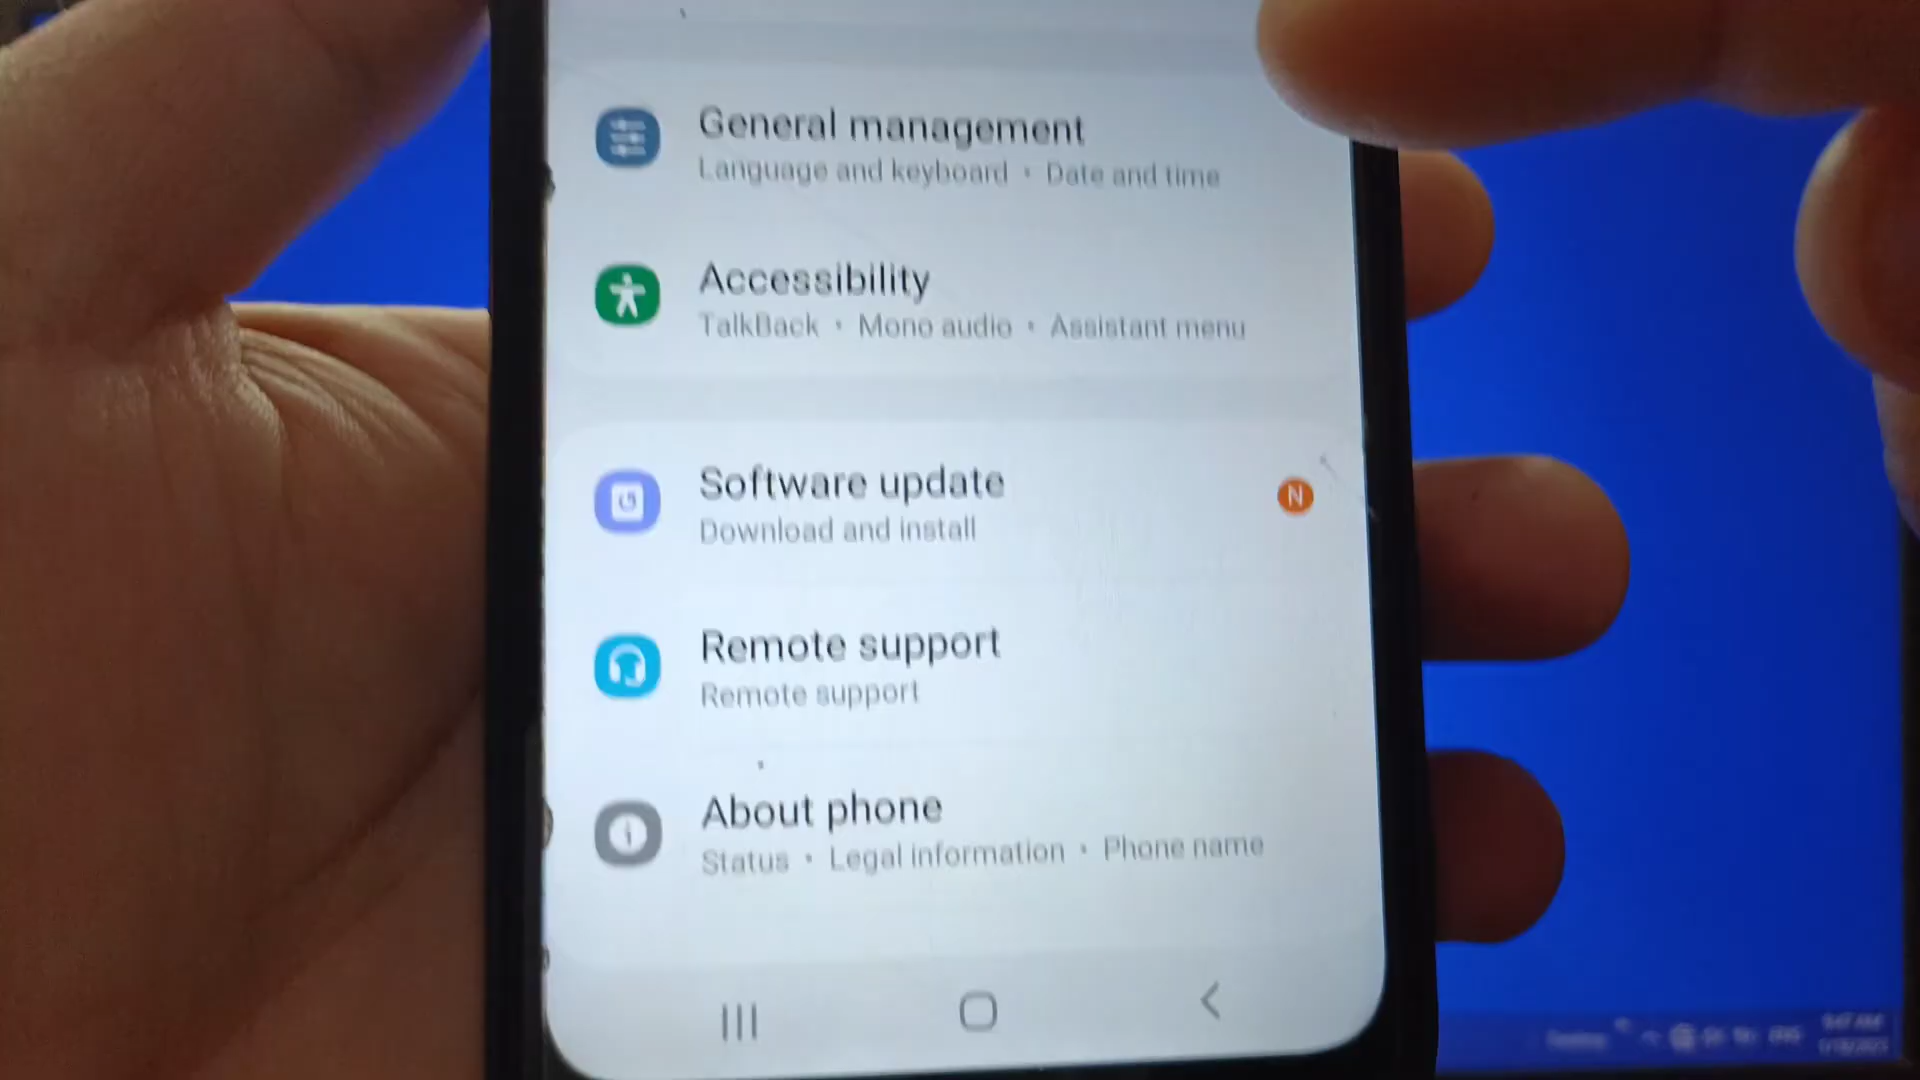 General management
Language and keyboard • Date and time
Accessibility
TalkBack • Mono audio • Assistant menu
Software update
N
Download and install
Remote support
Remote support
About phone
Status • Legal information • Phone name